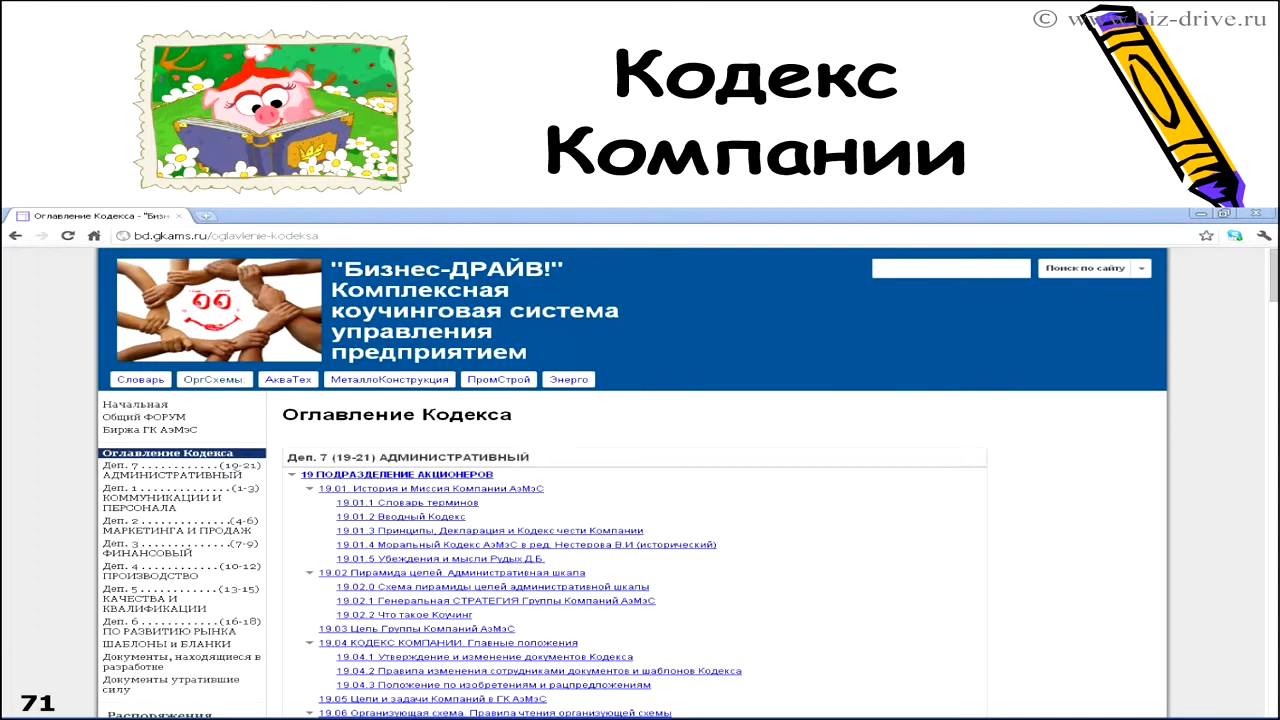 © www.biz-drive.ru
Кодекс
Компании
Оглавление Кодекса - "Бизн
bd.gkams.ru/oglavlenie-kodeksa
"Бизнес-ДРАЙВ!"
Комплексная
коучинговая система
управления
предприятием
Поиск по сайту
Словарь ОргСхемы: АкваТех МеталлоКонструкция ПромСтрой Энерго
Начальная
Общий ФОРУМ
Биржа ГК АэМэС
Оглавление Кодекса
Деп. 7 . . . . . . . . . . . (19-21)
АДМИНИСТРАТИВНЫЙ
Деп. 1 . . . . . . . . . . . . . (1-3)
КОММУНИКАЦИИ И
ПЕРСОНАЛА
Деп. 2 . . . . . . . . . . . . . (4-6)
МАРКЕТИНГА И ПРОДАЖ
Деп. 3 . . . . . . . . . . . . . (7-9)
ФИНАНСОВЫЙ
Деп. 4 . . . . . . . . . . . (10-12)
ПРОИЗВОДСТВО
Деп. 5 . . . . . . . . . . . (13-15)
КАЧЕСТВА И
КВАЛИФИКАЦИИ
Деп. 6 . . . . . . . . . . . (16-18)
ПО РАЗВИТИЮ РЫНКА
ШАБЛОНЫ и БЛАНКИ
Документы, находящиеся в
разработке
Документы утратившие
силу
Распоряжения
Оглавление Кодекса
Деп. 7 (19-21) АДМИНИСТРАТИВНЫЙ
19 ПОДРАЗДЕЛЕНИЕ АКЦИОНЕРОВ
19.01. История и Миссия Компании АэМэС
19.01.1 Словарь терминов
19.01.2 Вводный Кодекс
19.01.3 Принципы, Декларация и Кодекс чести Компании
19.01.4 Моральный Кодекс АэМэС в ред. Нестерова В.И (исторический)
19.01.5 Убеждения и мысли Рудых Д.Б.
19.02 Пирамида целей. Административная шкала
19.02.0 Схема пирамиды целей административной шкалы
19.02.1 Генеральная СТРАТЕГИЯ Группы Компаний АэМэС
19.02.2 Что такое Коучинг
19.03 Цель Группы Компаний АэМэС
19.04 КОДЕКС КОМПАНИИ. Главные положения
19.04.1 Утверждение и изменение документов Кодекса
19.04.2 Правила изменения сотрудниками документов и шаблонов Кодекса
19.04.3 Положение по изобретениям и рацпредложениям
19.05 Цели и задачи Компаний в ГК АэМэС
19.06 Организующая схема. Правила чтения организующей схемы
71